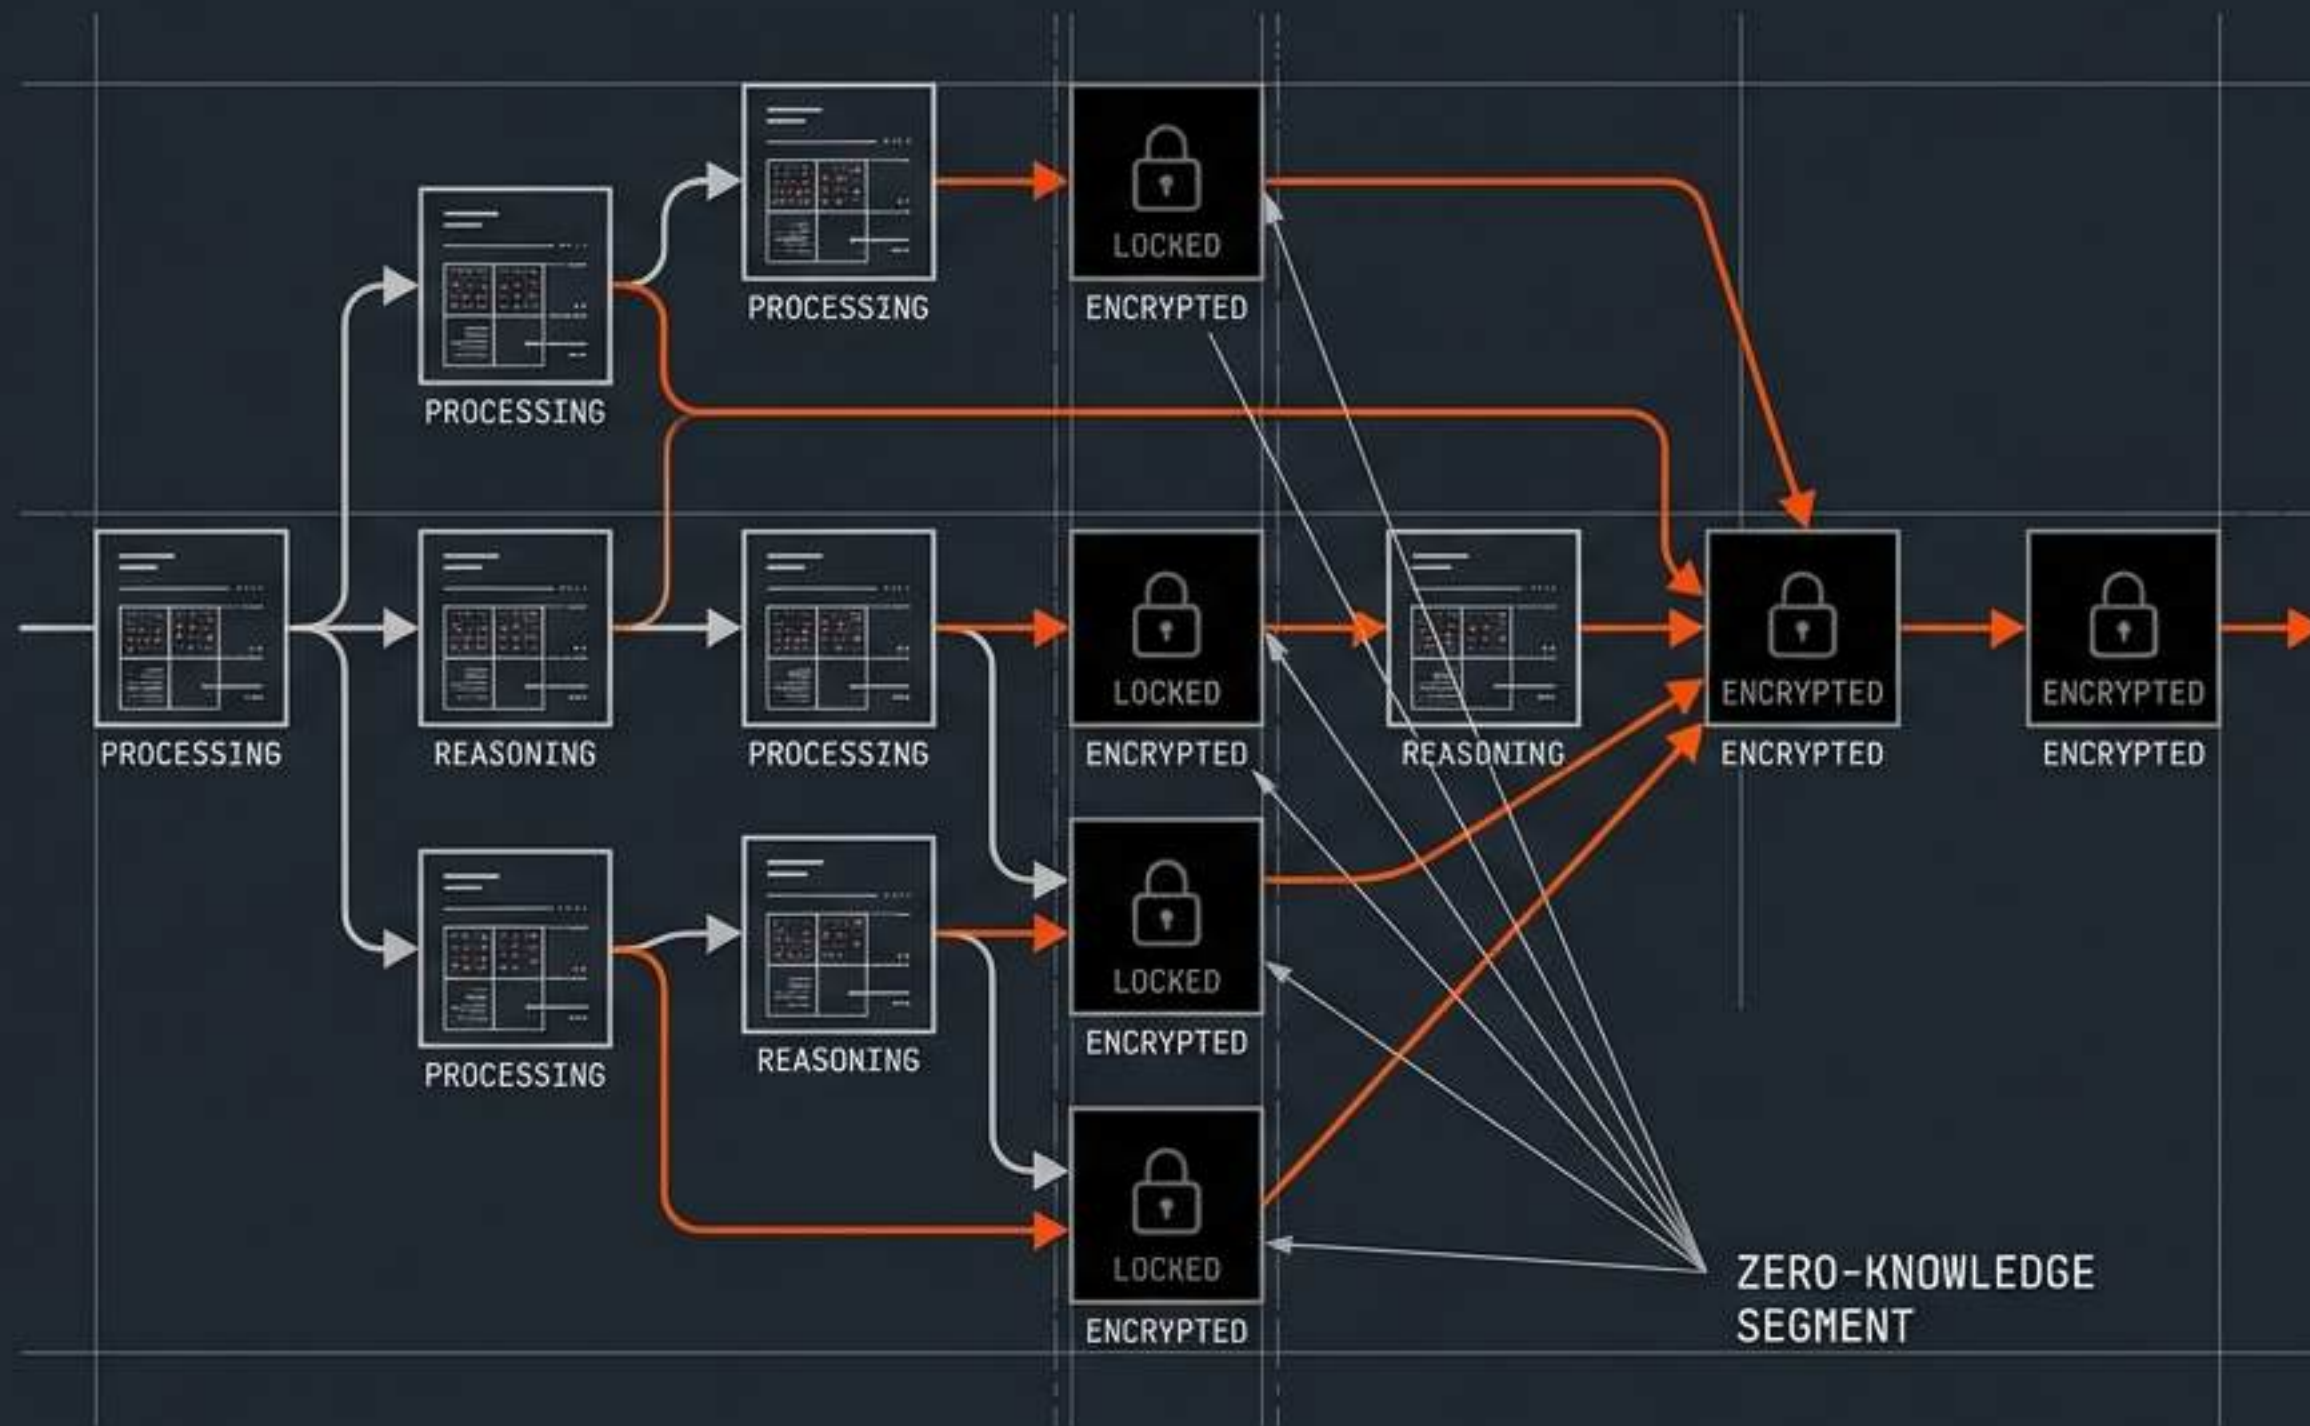 LOCKED
PROCESSING
ENCRYPTED
PROCESSING
LOCKED
ENCRYPTED
ENCRYPTED
PROCESSING
REASONING
PROCESSING
ENCRYPTED
REASONING
ENCRYPTED
ENCRYPTED
LOCKED
ENCRYPTED
REASONING
PROCESSING
LOCKED
ENCRYPTED
ZERO-KNOWLEDGE
SEGMENT